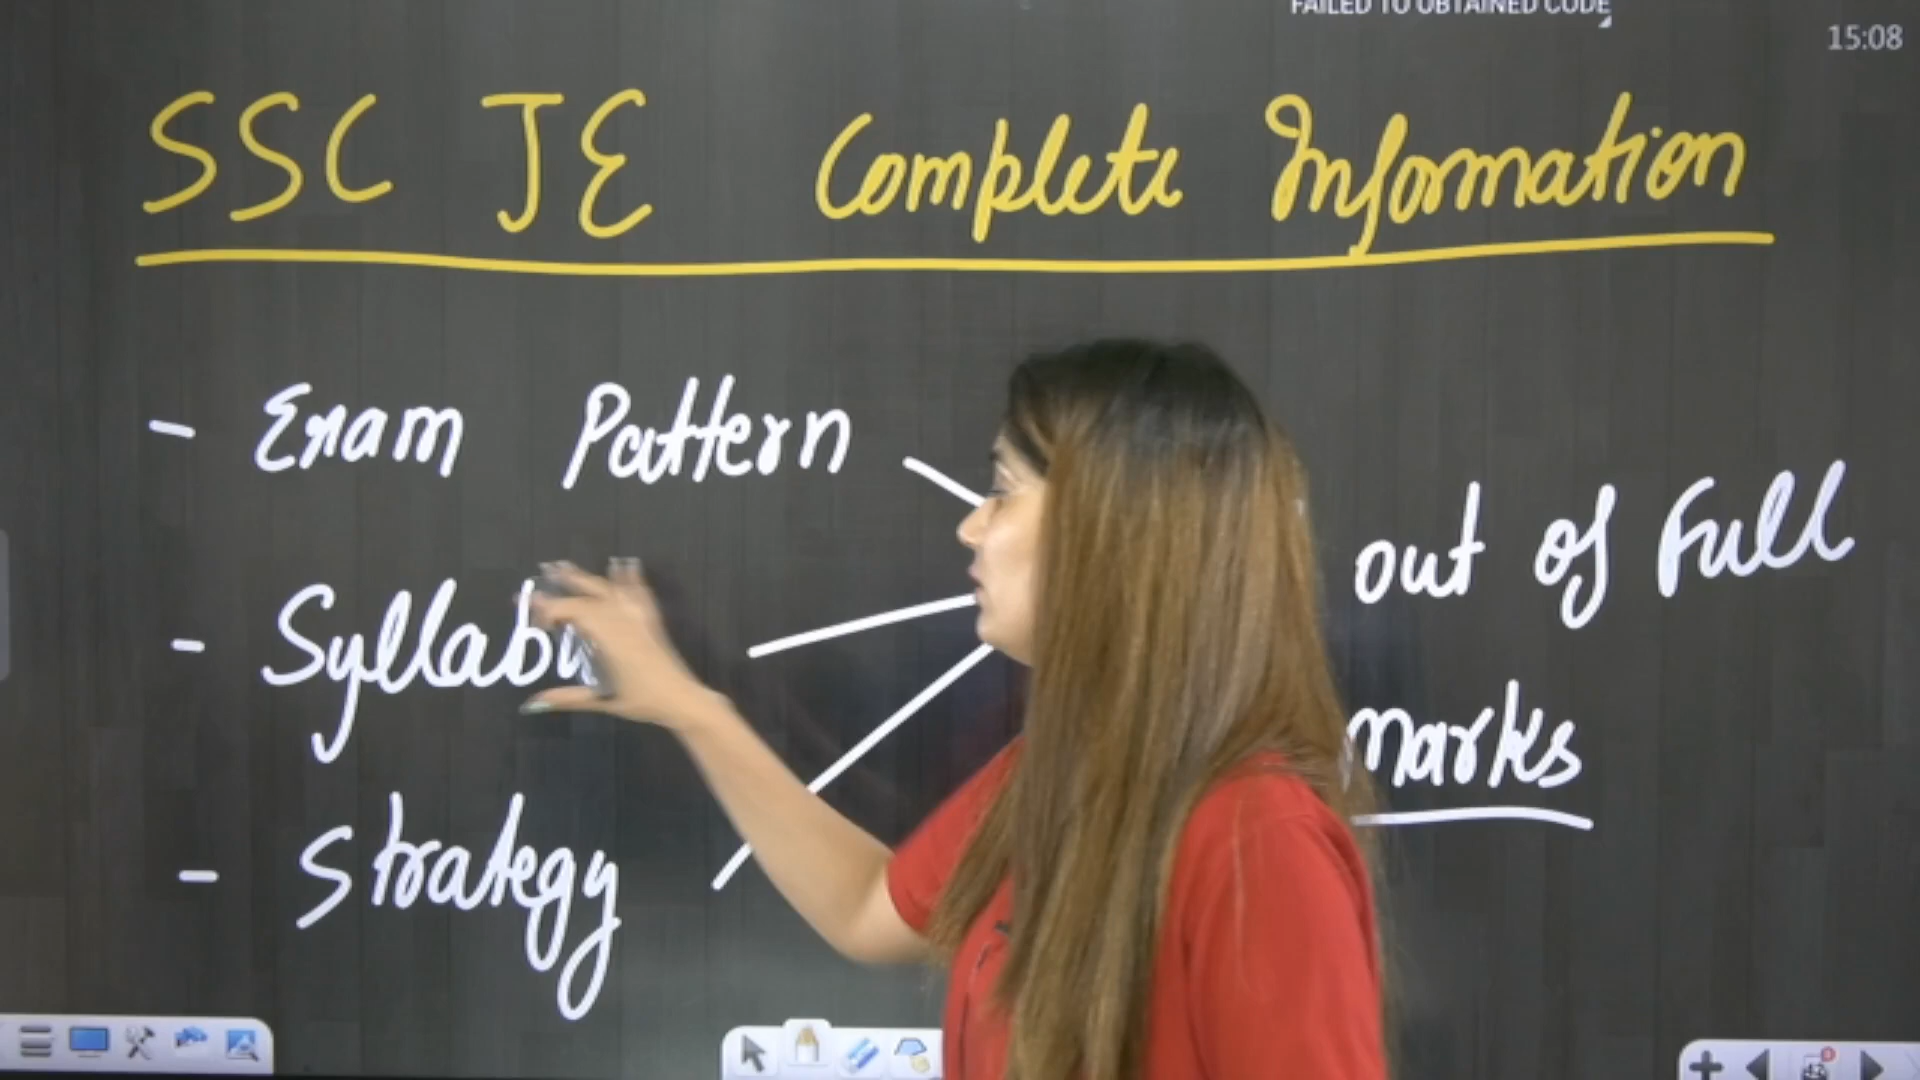 FAILED TO OBTAINED CODE
15:08
SSC JE Complete Information
- Exam Pattern
out of Full
- Syllabu
marks
- Strategy